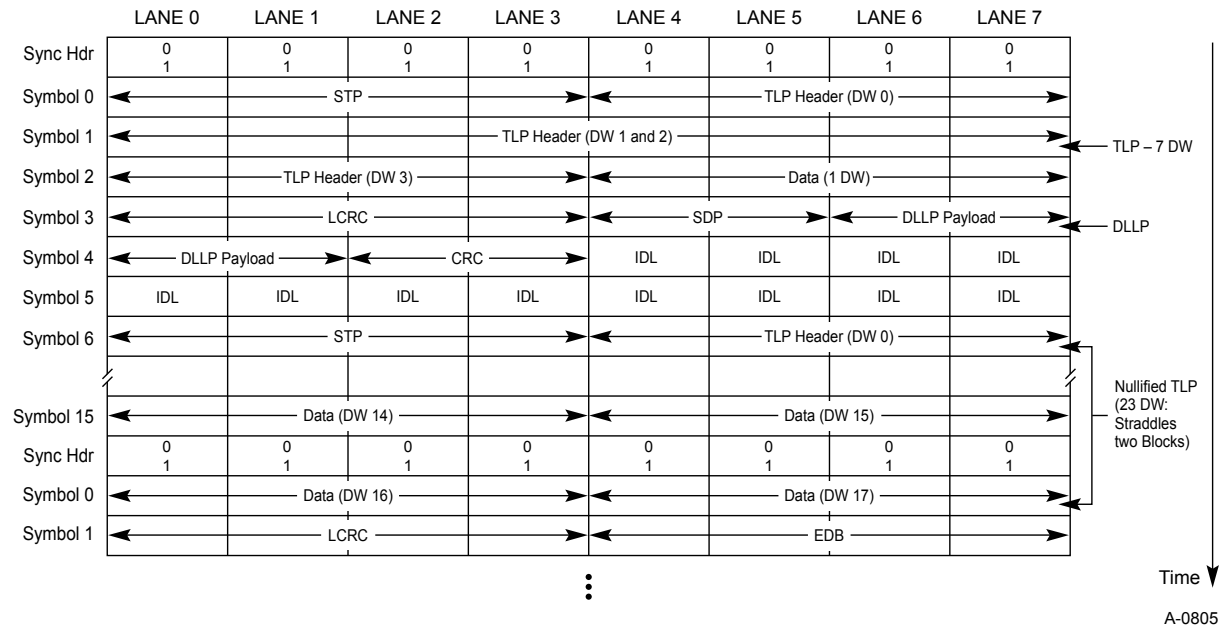 LANE 0 LANE 1 LANE 2 LANE 3 LANE 4 LANE 5 LANE 6 LANE 7
Sync Hdr 0 0 0 0 0 0 0 0
1 1 1 1 1 1 1 1
Symbol 0 STP TLP Header (DW 0)
Symbol 1 TLP Header (DW 1 and 2)
TLP – 7 DW
Symbol 2 TLP Header (DW 3) Data (1 DW)
Symbol 3 LCRC SDP DLLP Payload
DLLP
Symbol 4 DLLP Payload CRC IDL IDL IDL IDL
Symbol 5 IDL IDL IDL IDL IDL IDL IDL IDL
Symbol 6 STP TLP Header (DW 0)
Nullified TLP
(23 DW:
Straddles
two Blocks)
Symbol 15 Data (DW 14) Data (DW 15)
Sync Hdr 0 0 0 0 0 0 0 0
1 1 1 1 1 1 1 1
Symbol 0 Data (DW 16) Data (DW 17)
Symbol 1 LCRC EDB
Time
A-0805